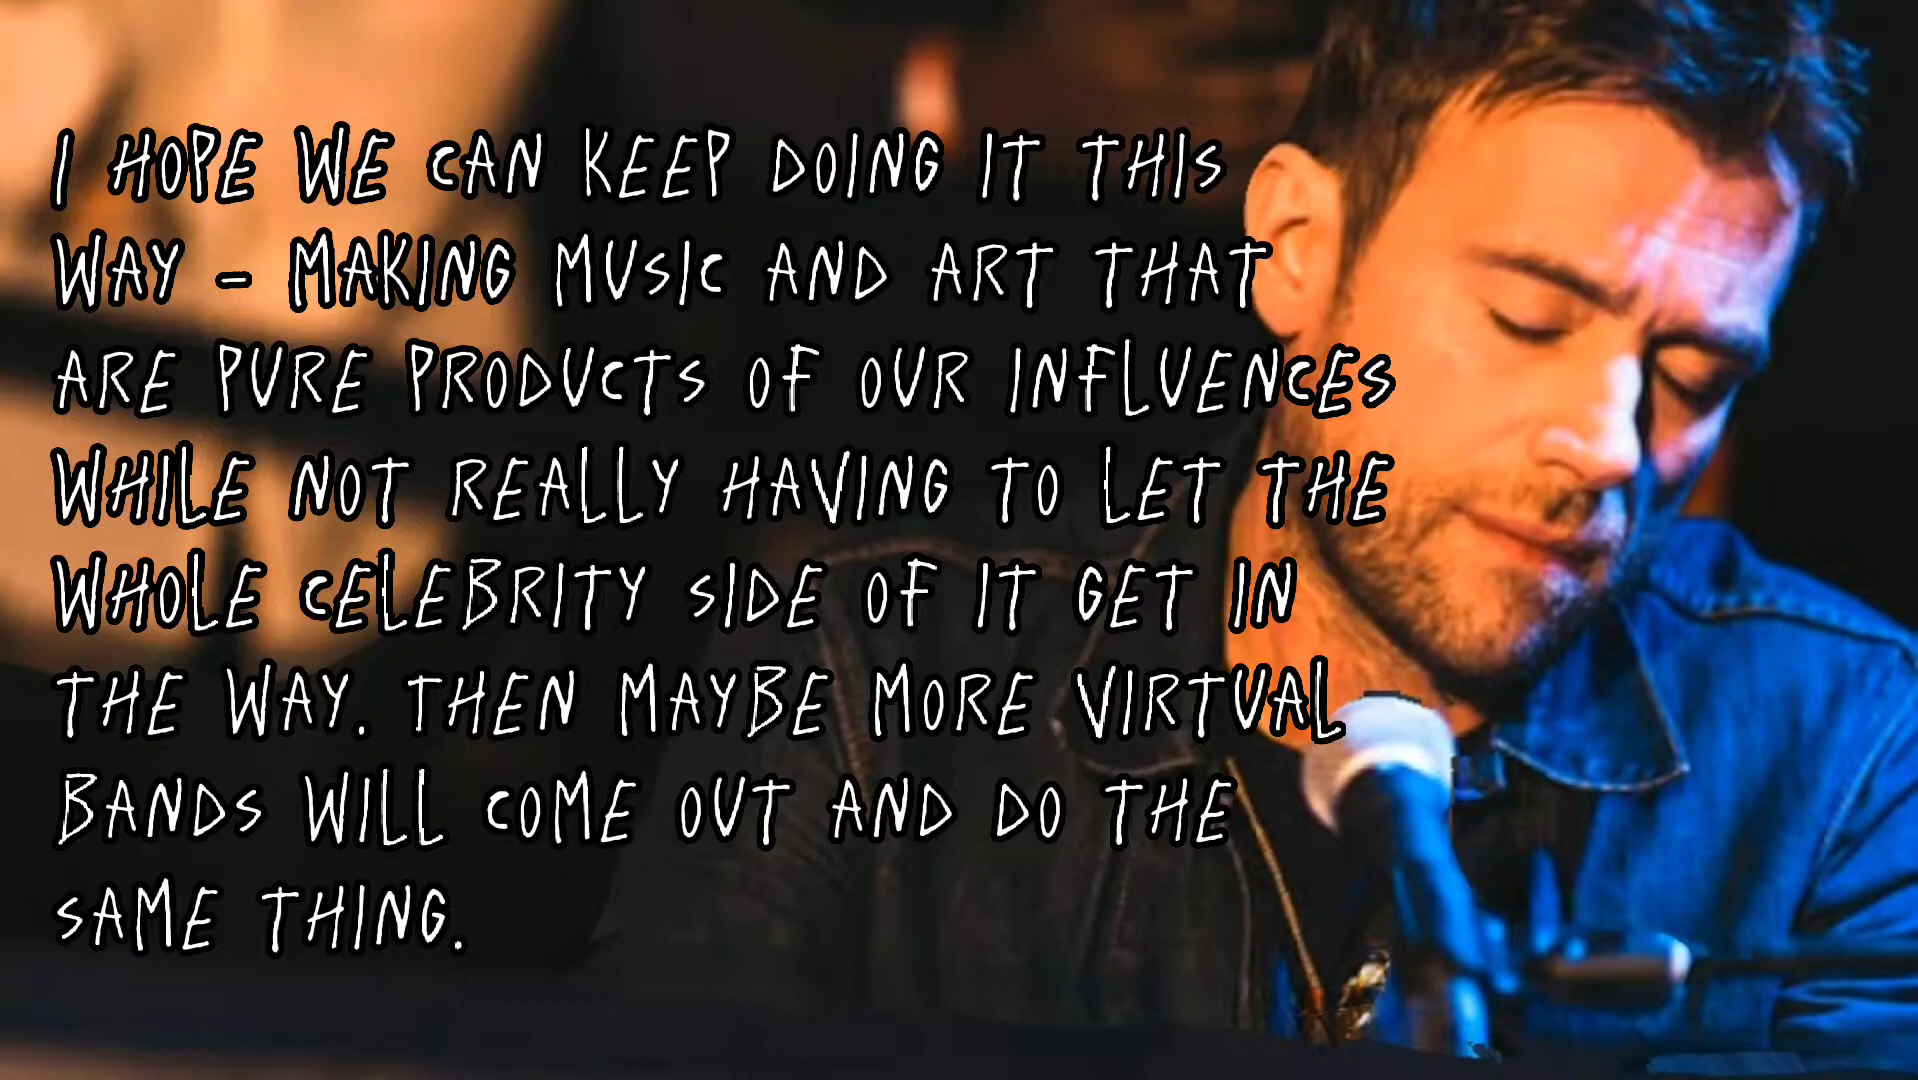 I HOPE WE CAN KEEP DOING IT THIS
WAY - MAKING MUSIC AND ART THAT
ARE PURE PRODUCTS OF OUR INFLUENCES
WHILE NOT REALLY HAVING TO LET THE
WHOLE CELEBRITY SIDE OF IT GET IN
THE WAY. THEN MAYBE MORE VIRTUAL
BANDS WILL COME OUT AND DO THE
SAME THING.